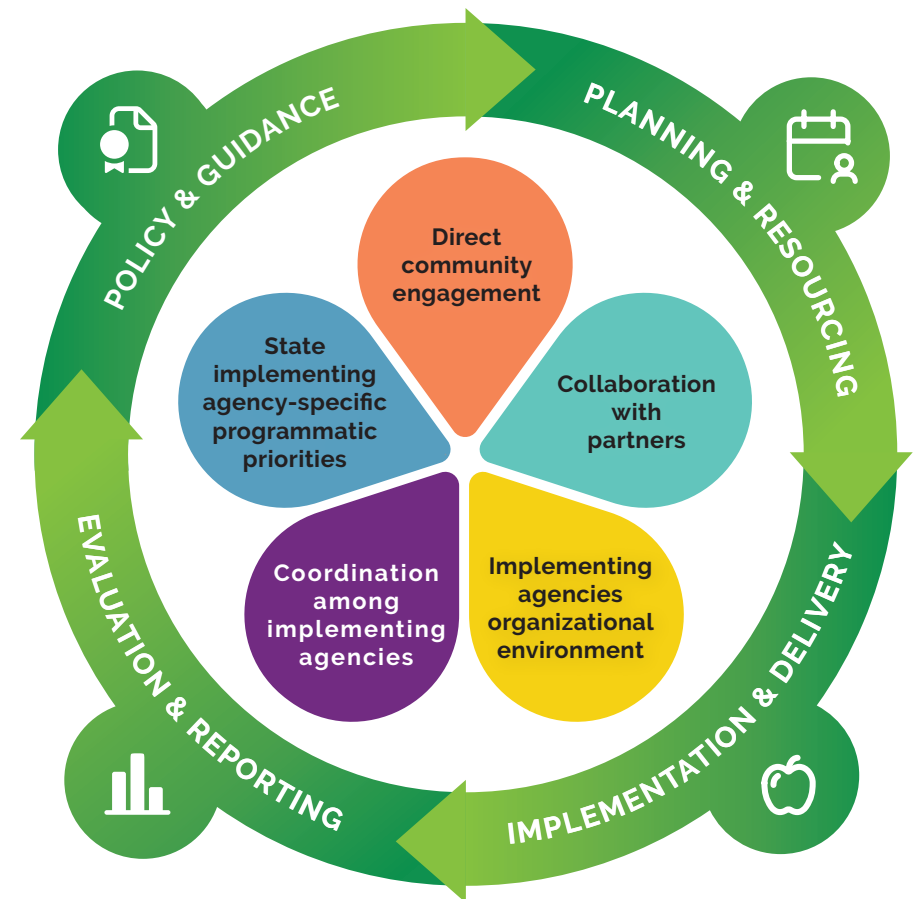 POLICY & GUIDANCE
PLANNING & RESOURCING
IMPLEMENTATION & DELIVERY
EVALUATION & REPORTING
Direct
community
engagement
Collaboration
with
partners
Implementing
agencies
organizational
environment
Coordination
among
implementing
agencies
State
implementing
agency-specific
programmatic
priorities